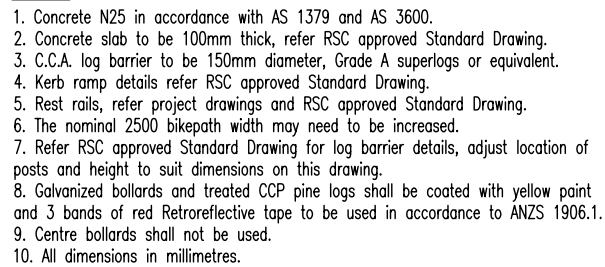 1. Concrete N25 in accordance with AS 1379 and AS 3600.
2. Concrete slab to be 100mm thick, refer RSC approved Standard Drawing.
3. C.C.A. log barrier to be 150mm diameter, Grade A superlogs or equivalent.
4. Kerb ramp details refer RSC approved Standard Drawing.
5. Rest rails, refer project drawings and RSC approved Standard Drawing.
6. The nominal 2500 bikepath width may need to be increased.
7. Refer RSC approved Standard Drawing for log barrier details, adjust location of
posts and height to suit dimensions on this drawing.
8. Galvanized bollards and treated CCP pine logs shall be coated with yellow paint
and 3 bands of red Retroreflective tape to be used in accordance to ANZS 1906.1.
9. Centre bollards shall not be used.
10. All dimensions in millimetres.